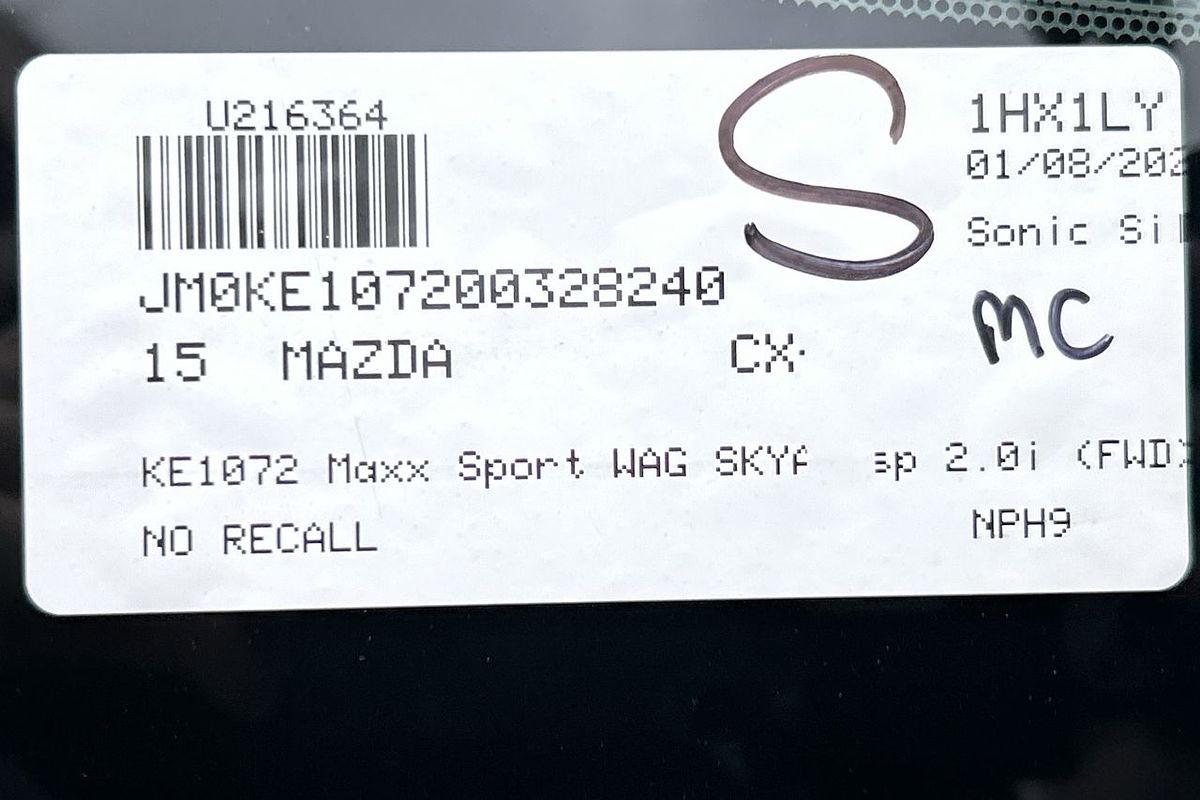 U216364
1HX1LY
01/08/202
S
Sonic Sil
JM0KE107200328240
MC
15 MAZDA CX-
KE1072 Maxx Sport WAG SKYA sp 2.0i (FWD)
NO RECALL
NPH9